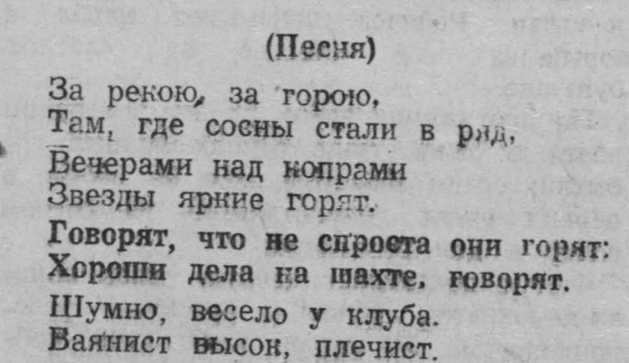 (Песня)
За рекою, за горою,
Там, где сосны стали в ряд,
Вечерами над копрами
Звезды яркие горят.
Говорят, что не спроста они горят:
Хороши дела на шахте, говорят.
Шумно, весело у клуба.
Баянист высок, плечист.